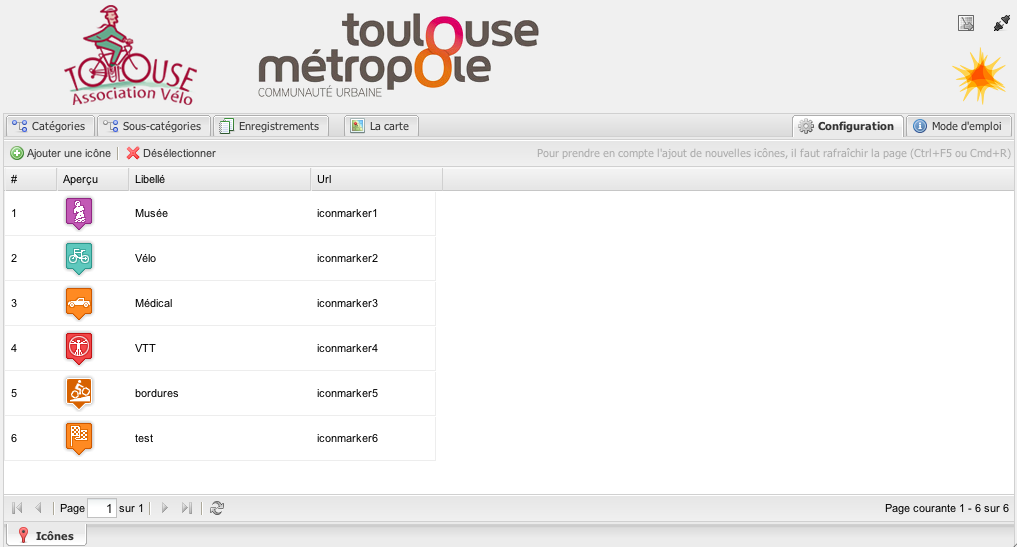 TOULOUSE
Association Vélo
toulouse
métropole
COMMUNAUTÉ URBAINE
Catégories Sous-catégories Enregistrements La carte Configuration Mode d'emploi
Ajouter une icône Désélectionner Pour prendre en compte l'ajout de nouvelles icônes, il faut rafraîchir la page (Ctrl+F5 ou Cmd+R)
# Aperçu Libellé Url
1 Musée iconmarker1
2 Vélo iconmarker2
3 Médical iconmarker3
4 VTT iconmarker4
5 bordures iconmarker5
6 test iconmarker6
Page 1 sur 1 Page courante 1 - 6 sur 6
Icônes